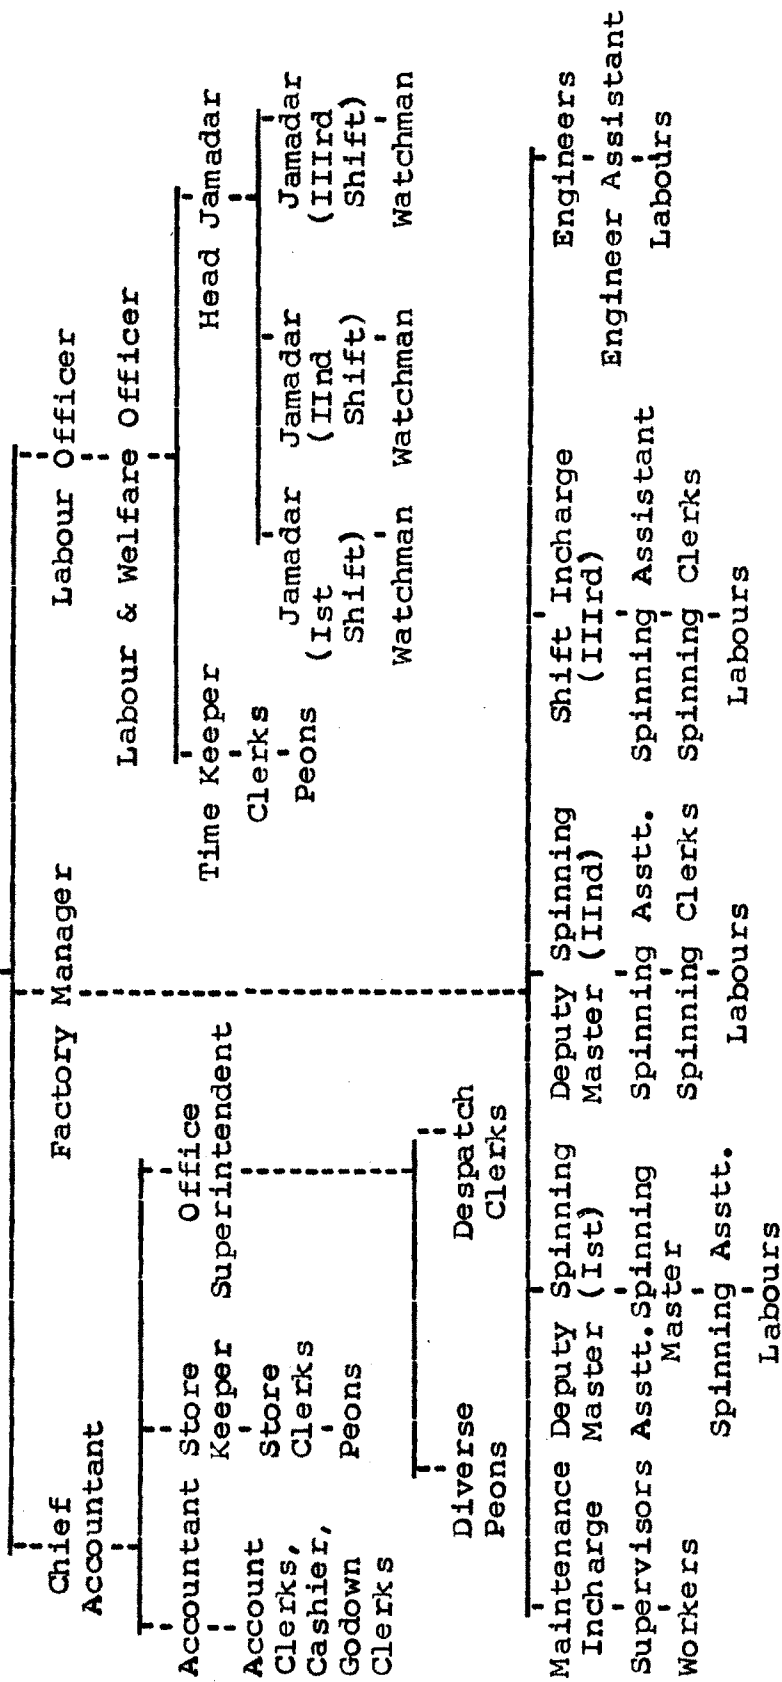 Chief
Accountant
Factory Manager
Labour Officer
Labour & Welfare Officer
Accountant
Account
Clerks,
Cashier,
Godown
Clerks
Store
Keeper
Store
Clerks
Peons
Office
Superintendent
Diverse
Peons
Despatch
Clerks
Time Keeper
Clerks
Peons
Head Jamadar
Jamadar
(Ist
Shift)
Watchman
Jamadar
(IInd
Shift)
Watchman
Jamadar
(IIIrd
Shift)
Watchman
Maintenance
Incharge
Supervisors
Workers
Deputy Spinning
Master (Ist)
Asstt.Spinning
Master
Spinning Asstt.
Labours
Deputy Spinning
Master (IInd)
Spinning Asstt.
Spinning Clerks
Labours
Shift Incharge
(IIIrd)
Spinning Assistant
Spinning Clerks
Labours
Engineers
Engineer Assistant
Labours